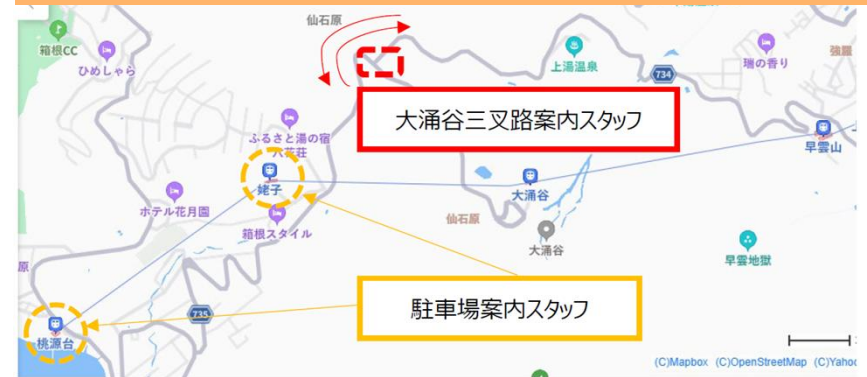 仙石原
箱根CC
ひめしゃら
上湯温泉
734
瑞の香り
強羅
大涌谷三叉路案内スタッフ
ふるさと湯の宿
六花荘
早雲山
姥子
大涌谷
ホテル花月園
箱根スタイル
仙石原
大涌谷
早雲地獄
原
735
駐車場案内スタッフ
桃源台
(C)Mapbox (C)OpenStreetMap (C)Yahoo